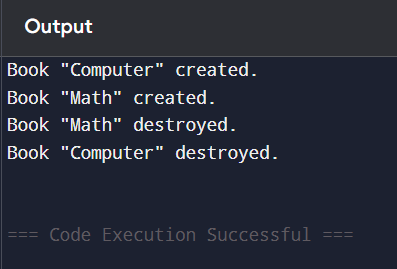 Output
Book "Computer" created.
Book "Math" created.
Book "Math" destroyed.
Book "Computer" destroyed.
=== Code Execution Successful ===